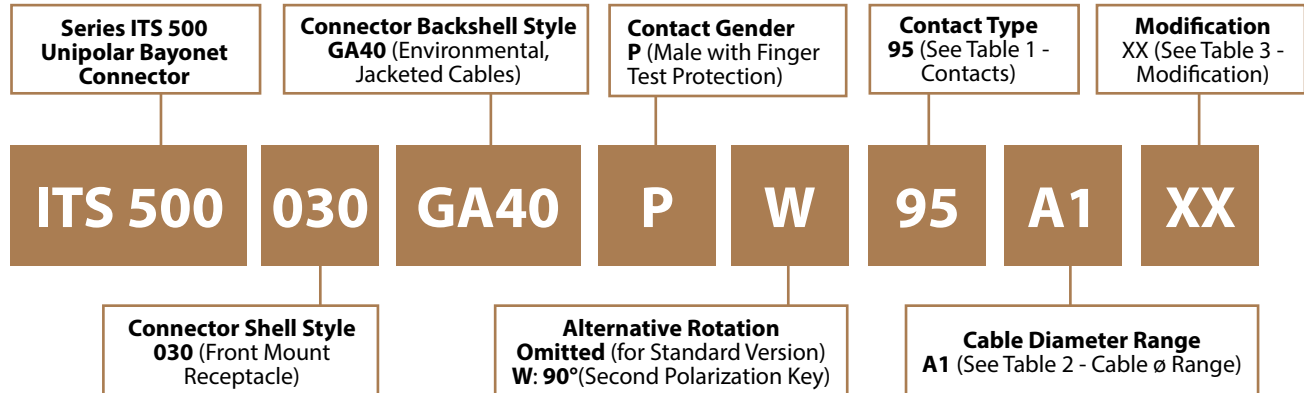 Series ITS 500
Unipolar Bayonet
Connector
Connector Backshell Style
GA40 (Environmental,
Jacketed Cables)
Contact Gender
P (Male with Finger
Test Protection)
Contact Type
95 (See Table 1 -
Contacts)
Modification
XX (See Table 3 -
Modification)
ITS 500
030
GA40
P
W
95
A1
XX
Connector Shell Style
030 (Front Mount
Receptacle)
Alternative Rotation
Omitted (for Standard Version)
W: 90°(Second Polarization Key)
Cable Diameter Range
A1 (See Table 2 - Cable ø Range)